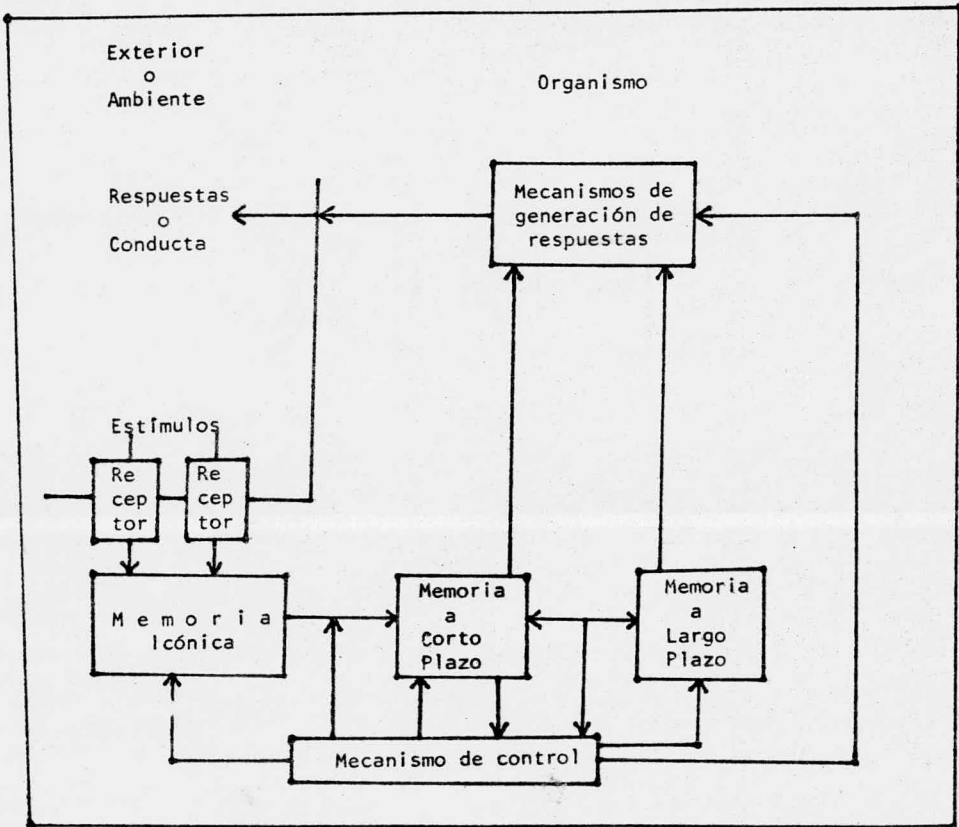 Exterior
o
Ambiente
Organismo
Respuestas
o
Conducta
Mecanismos de
generación de
respuestas
Estímulos
Re
cep
tor
Re
cep
tor
Memoria
Icónica
Memoria
a
Corto
Plazo
Memoria
a
Largo
Plazo
Mecanismo de control